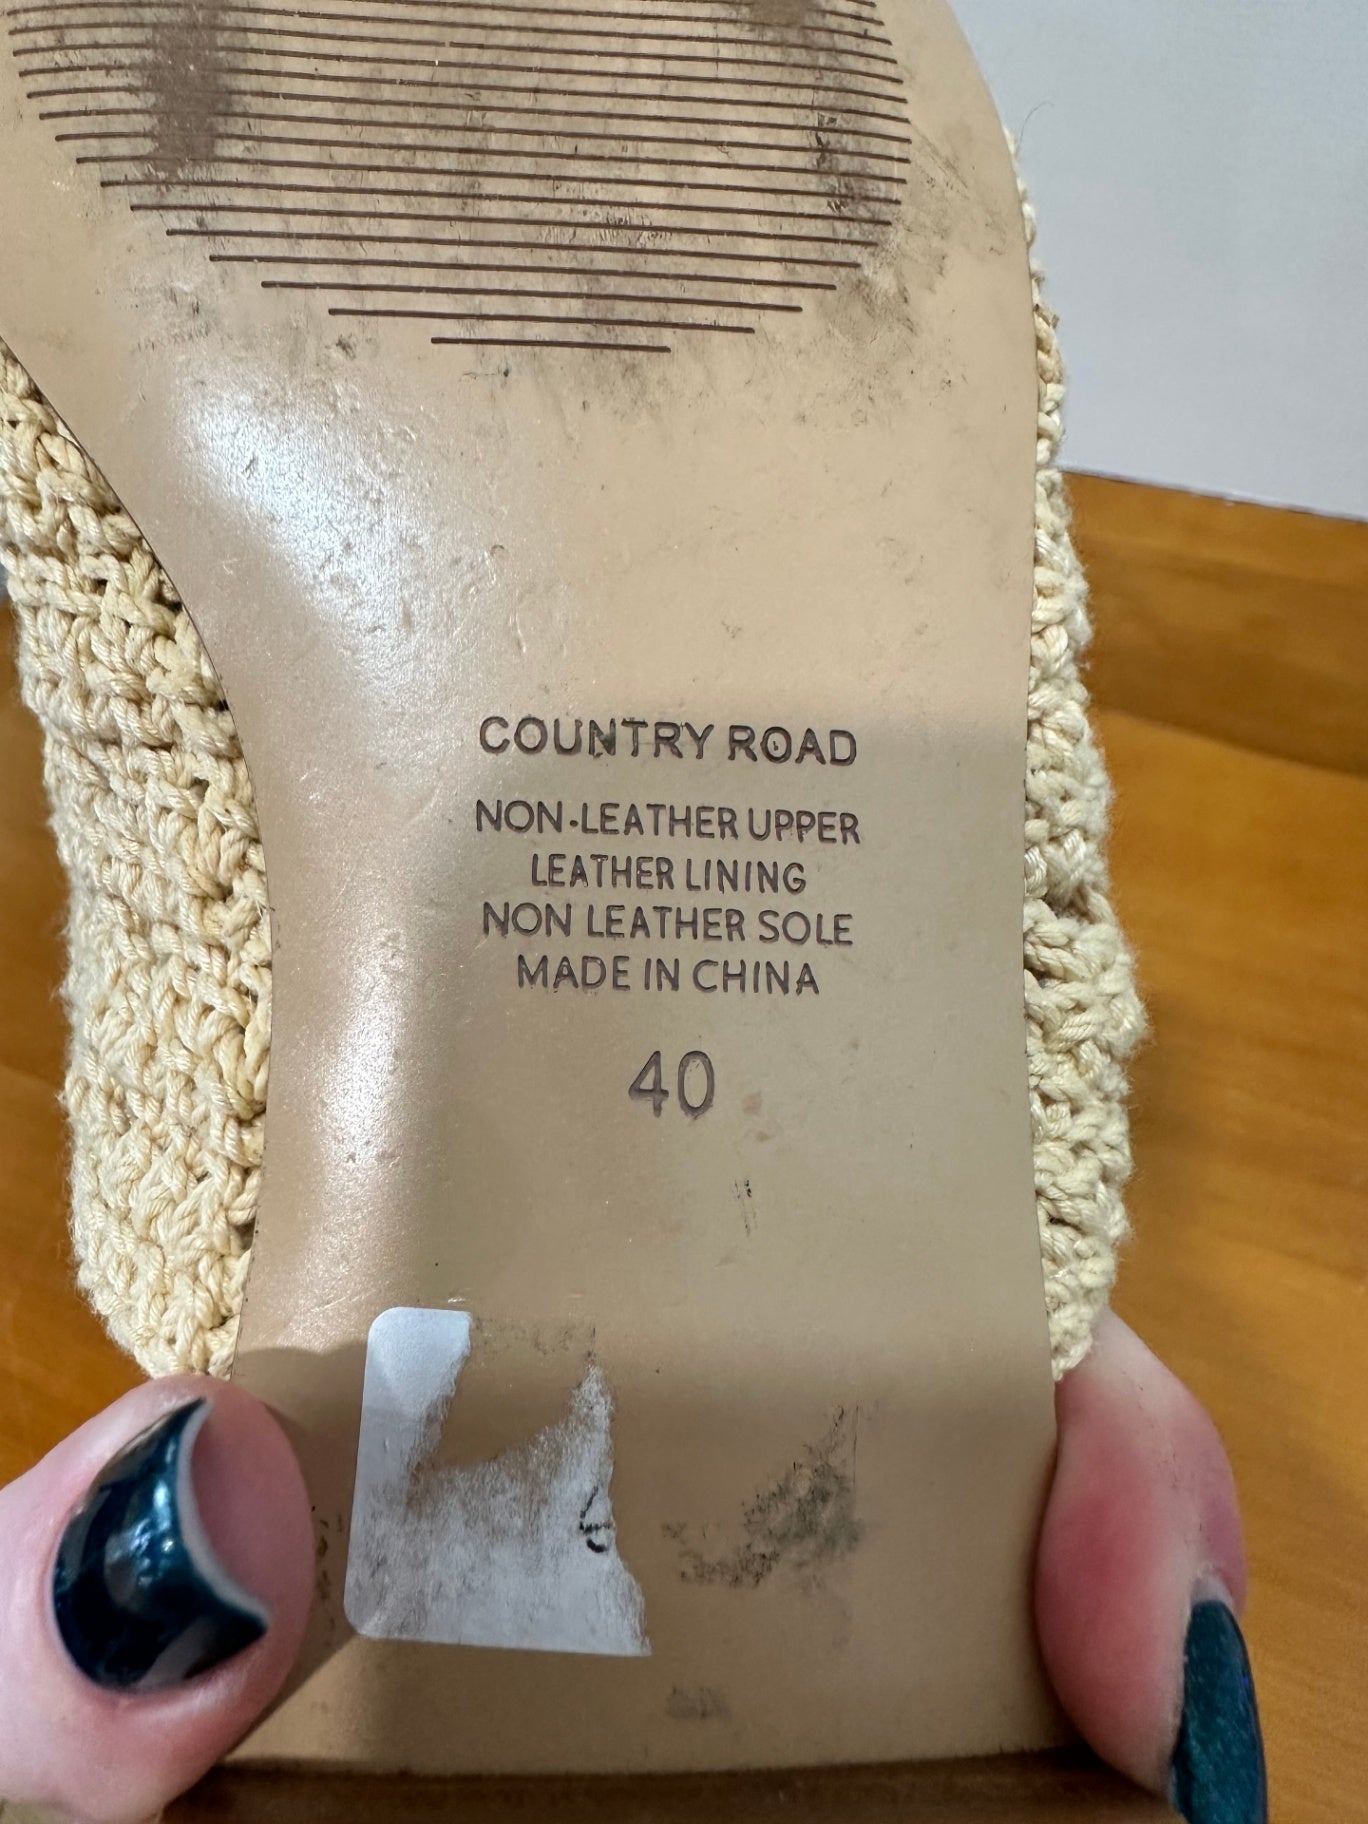 COUNTRY ROAD
NON-LEATHER UPPER
LEATHER LINING
NON LEATHER SOLE
MADE IN CHINA
40